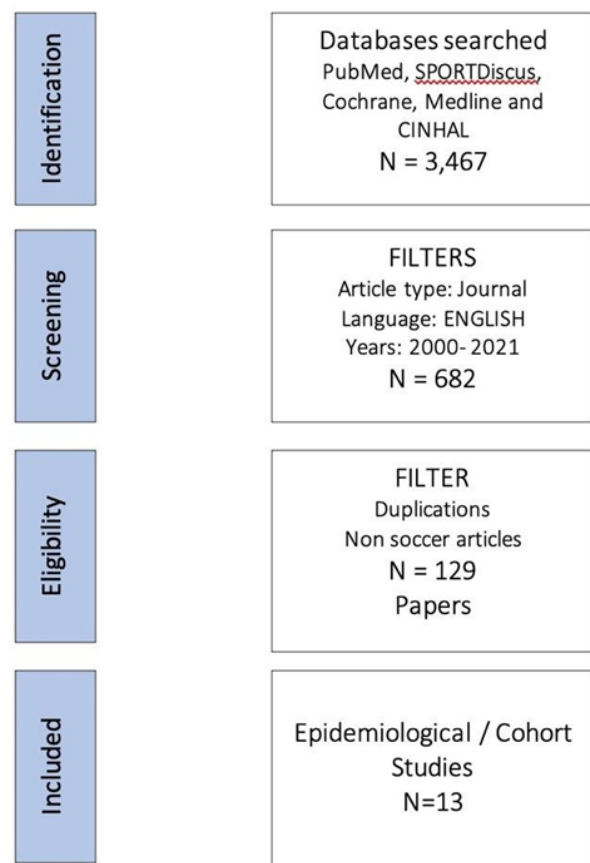 Identification
Databases searched
PubMed, SPORTDiscus,
Cochrane, Medline and
CINHAL
N = 3,467
Screening
FILTERS
Article type: Journal
Language: ENGLISH
Years: 2000- 2021
N = 682
Eligibility
FILTER
Duplications
Non soccer articles
N = 129
Papers
Included
Epidemiological / Cohort
Studies
N=13